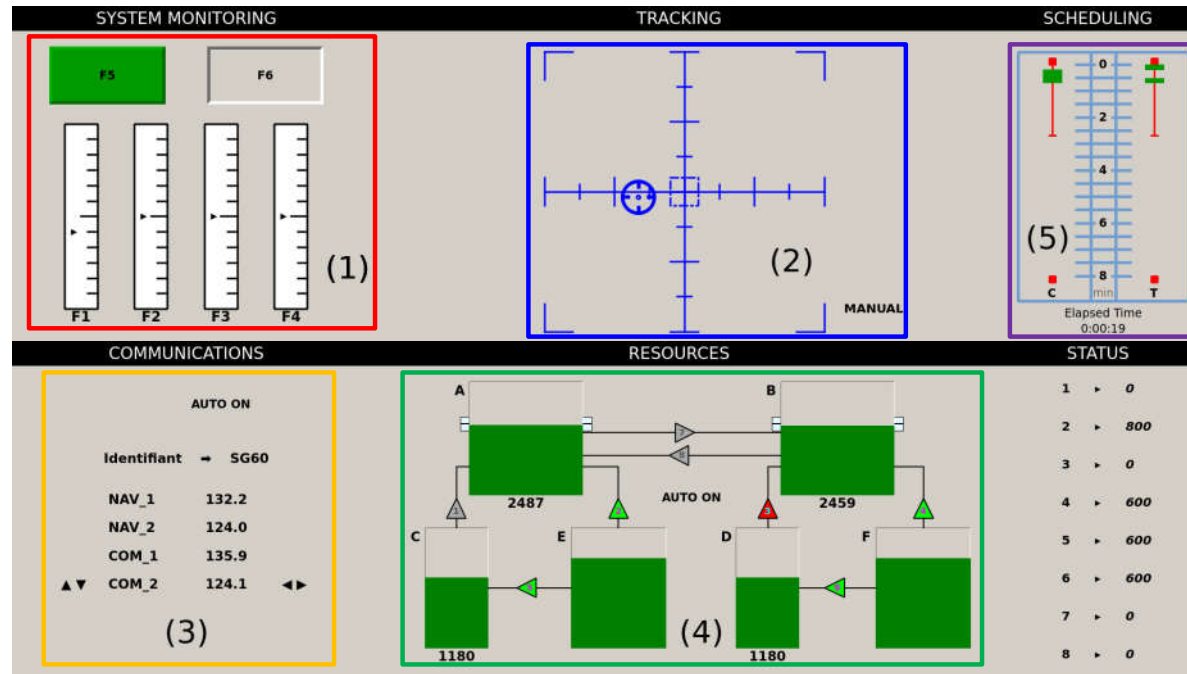 SYSTEM MONITORING
TRACKING
SCHEDULING
F5
F6
F1
F2
F3
F4
(1)
(2)
MANUAL
0
2
4
6
8
(5)
C
min
T
Elapsed Time
0:00:19
COMMUNICATIONS
RESOURCES
STATUS
AUTO ON
Identifiant ➡ SG60
NAV_1 132.2
NAV_2 124.0
COM_1 135.9
▲▼ COM_2 124.1 ◀▶
(3)
A
B
2487
AUTO ON
2459
C
E
D
F
1180
1180
(4)
1 ▸ 0
2 ▸ 800
3 ▸ 0
4 ▸ 600
5 ▸ 600
6 ▸ 600
7 ▸ 0
8 ▸ 0